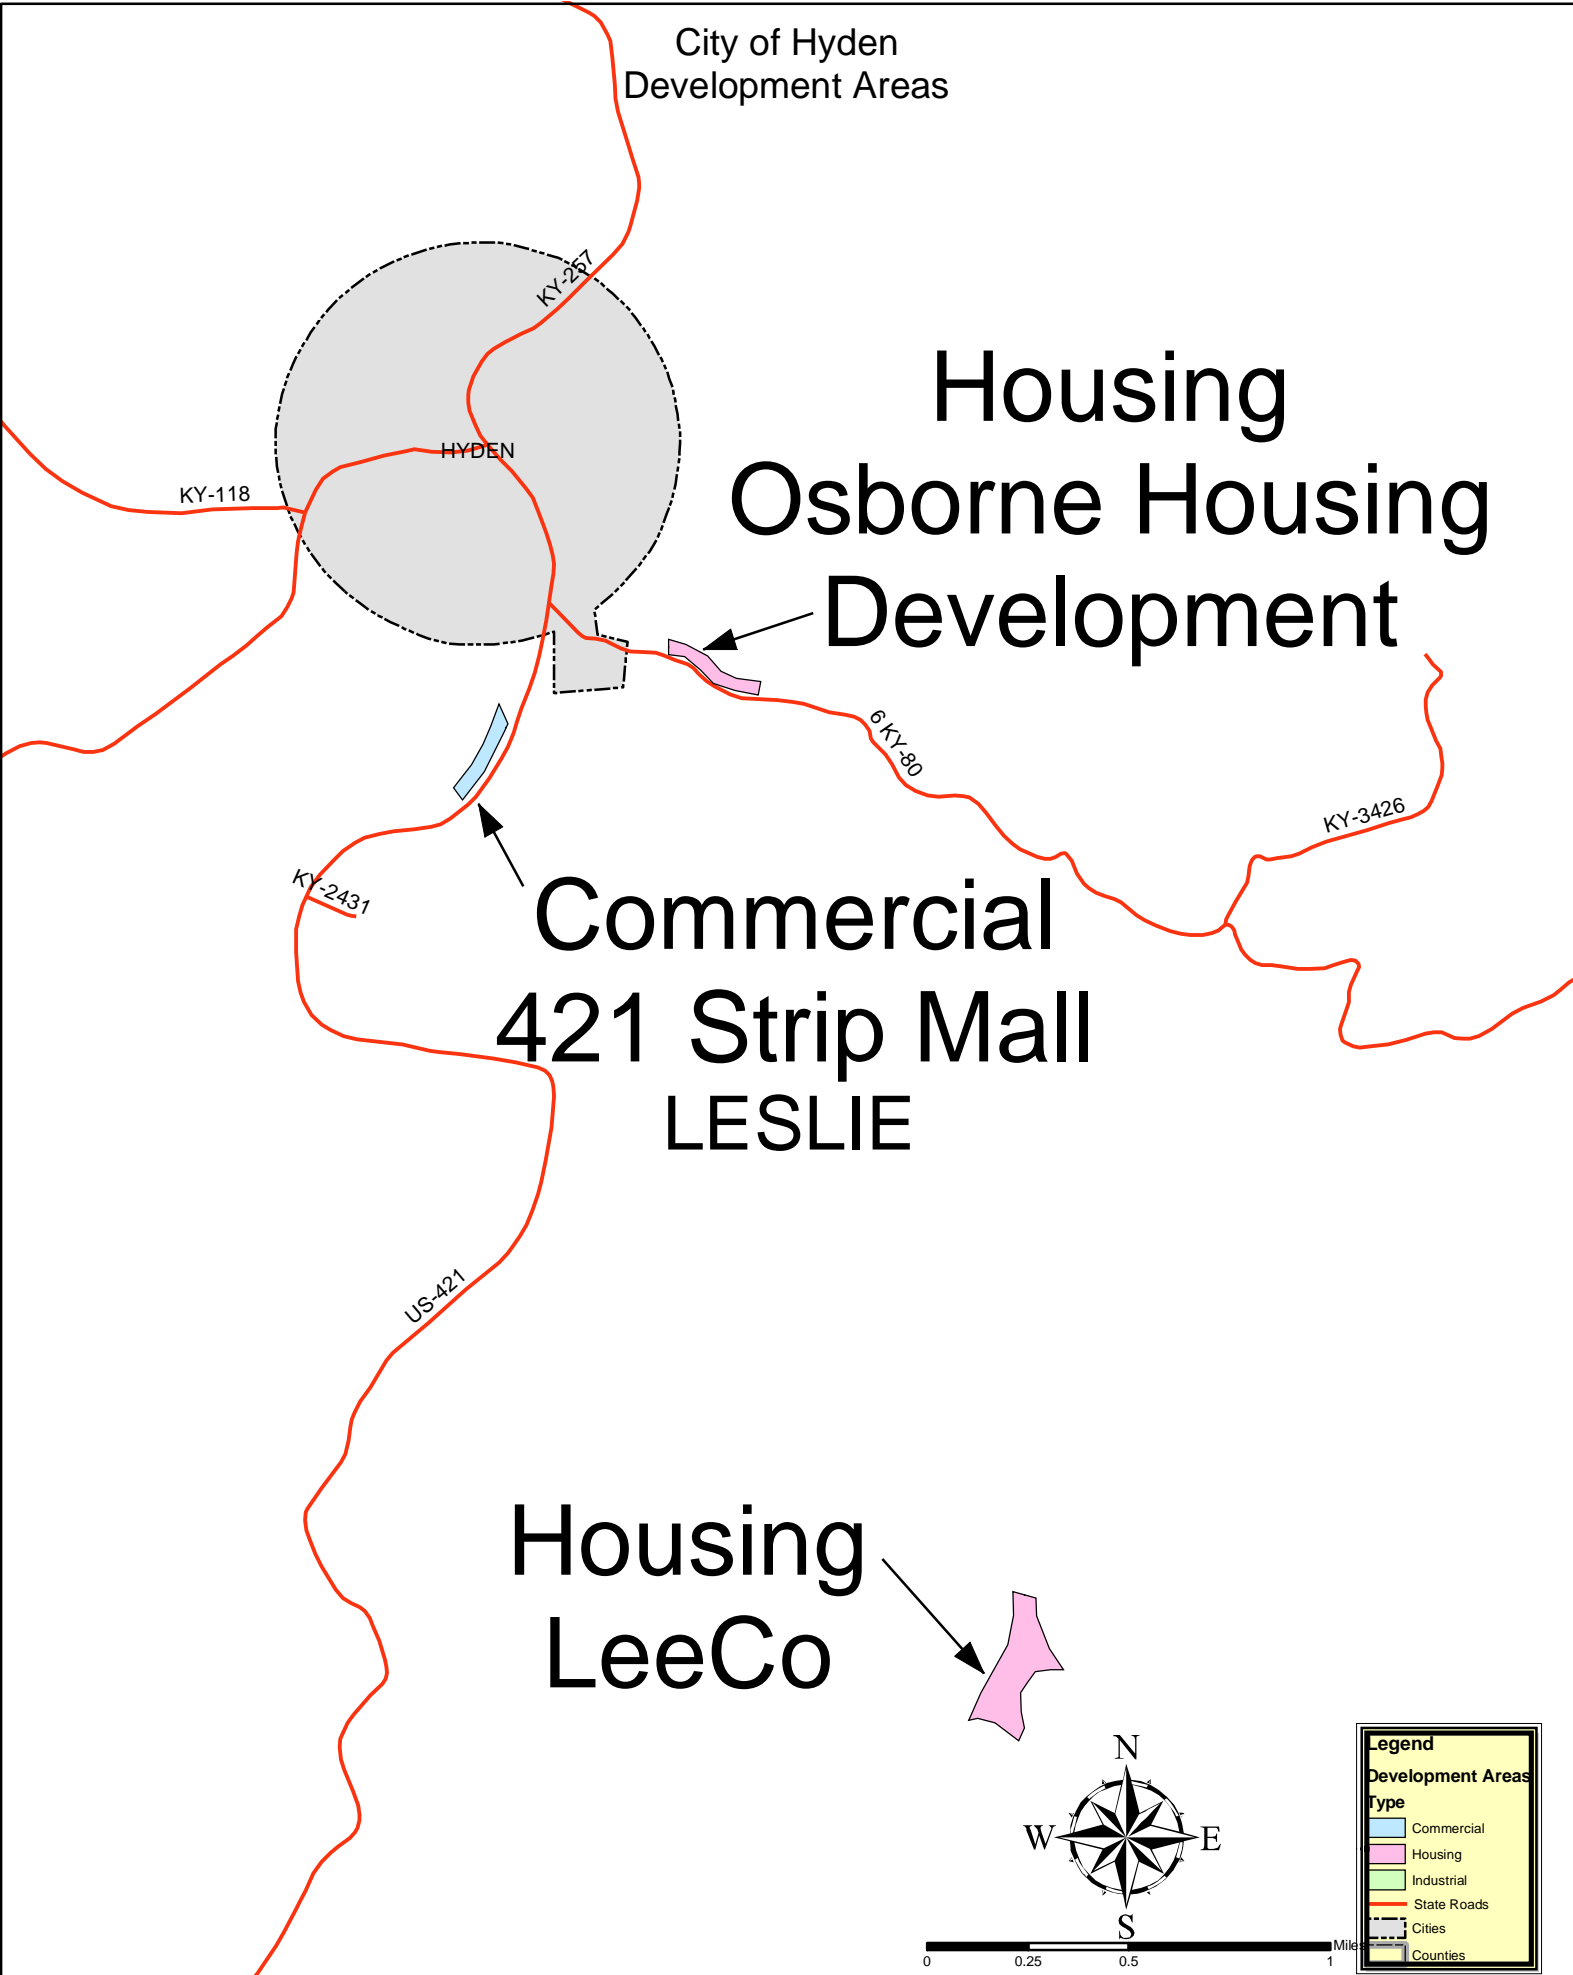 City of Hyden
Development Areas
KY-257
HYDEN
KY-118
Housing
Osborne Housing
Development
6 KY-80
KY-3426
KY-2431
Commercial
421 Strip Mall
LESLIE
US-421
Housing
LeeCo
N
W E
S
0 0.25 0.5 1 Miles
Legend
Development Areas
Type
Commercial
Housing
Industrial
State Roads
Cities
Counties